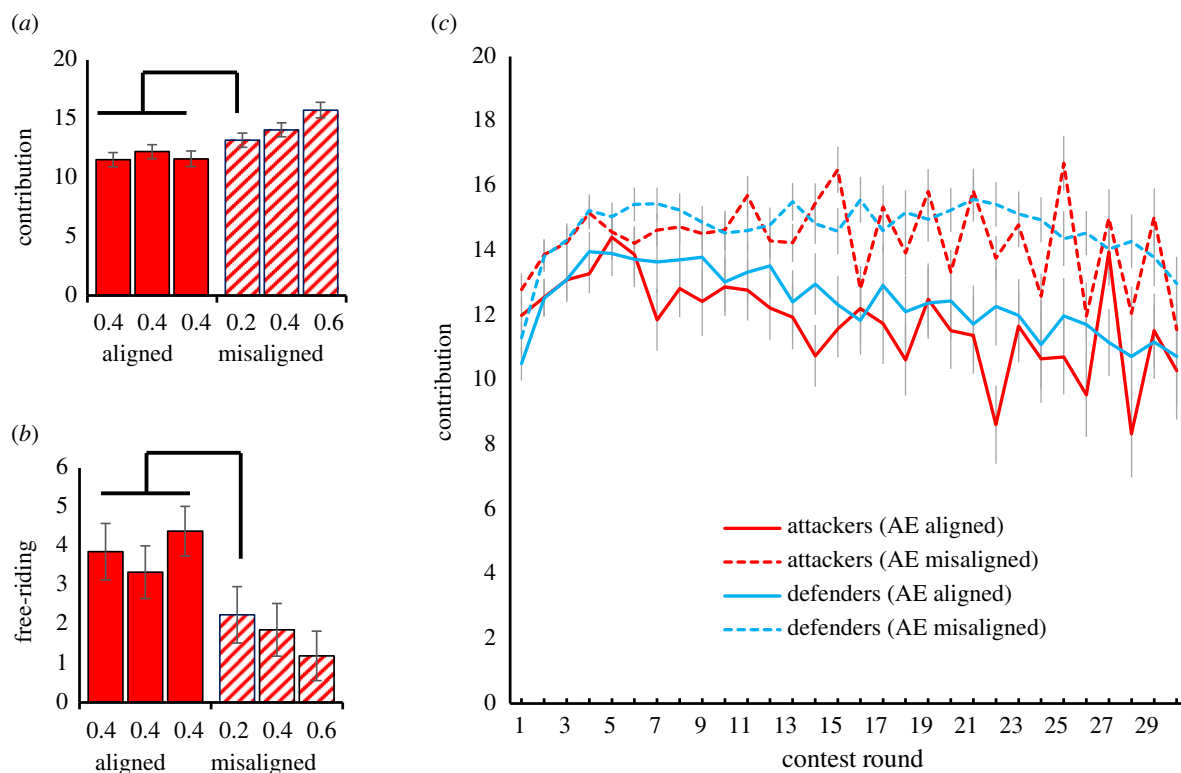 (a)
20
15
10
5
0
contribution
0.4 0.4 0.4 0.2 0.4 0.6
aligned misaligned
(b)
6
5
4
3
2
1
0
free-riding
0.4 0.4 0.4 0.2 0.4 0.6
aligned misaligned
(c)
20
18
16
14
12
10
8
6
4
2
0
contribution
attackers (AE aligned)
attackers (AE misaligned)
defenders (AE aligned)
defenders (AE misaligned)
1 3 5 7 9 11 13 15 17 19 21 23 25 27 29
contest round